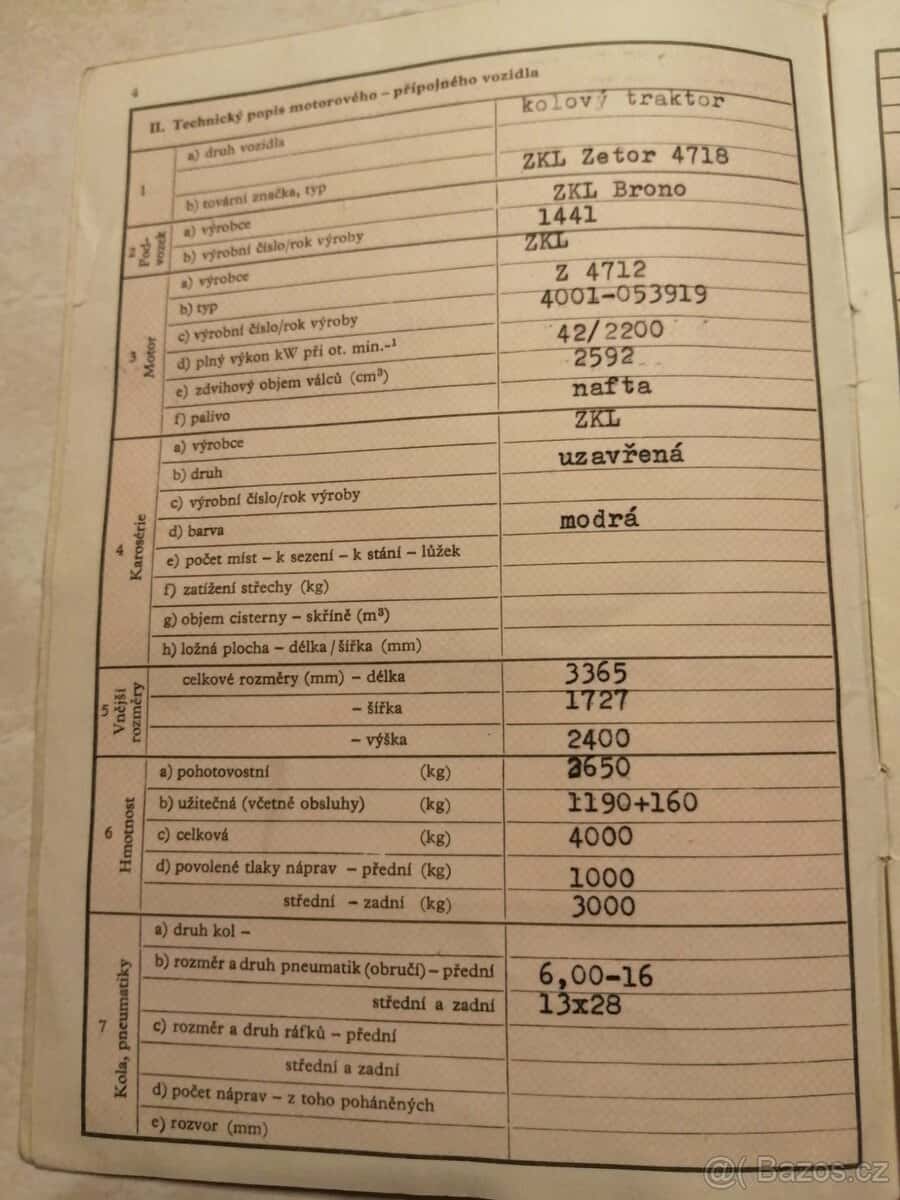 4
II. Technický popis motorového – přípojného vozidla
1
a) druh vozidla kolový traktor
b) tovární značka, typ ZKL Zetor 4718
2 Pod-vozek
a) výrobce ZKL Brono
b) výrobní číslo/rok výroby 1441
3 Motor
a) výrobce ZKL
b) typ Z 4712
c) výrobní číslo/rok výroby 4001-053919
d) plný výkon kW při ot. min.-¹ 42/2200
e) zdvihový objem válců (cm³) 2592
f) palivo nafta
4 Karosérie
a) výrobce ZKL
b) druh uzavřená
c) výrobní číslo/rok výroby
d) barva modrá
e) počet míst – k sezení – k stání – lůžek
f) zatížení střechy (kg)
g) objem cisterny – skříně (m³)
h) ložná plocha – délka/šířka (mm)
5 Vnější rozměry
celkové rozměry (mm) – délka 3365
– šířka 1727
– výška 2400
6 Hmotnost
a) pohotovostní (kg) 2650
b) užitečná (včetně obsluhy) (kg) 1190+160
c) celková (kg) 4000
d) povolené tlaky náprav – přední (kg) 1000
střední – zadní (kg) 3000
7 Kola, pneumatiky
a) druh kol –
b) rozměr a druh pneumatik (obručí) – přední 6,00-16
střední a zadní 13x28
c) rozměr a druh ráfků – přední
střední a zadní
d) počet náprav – z toho poháněných
e) rozvor (mm)
@( Bazos.cz